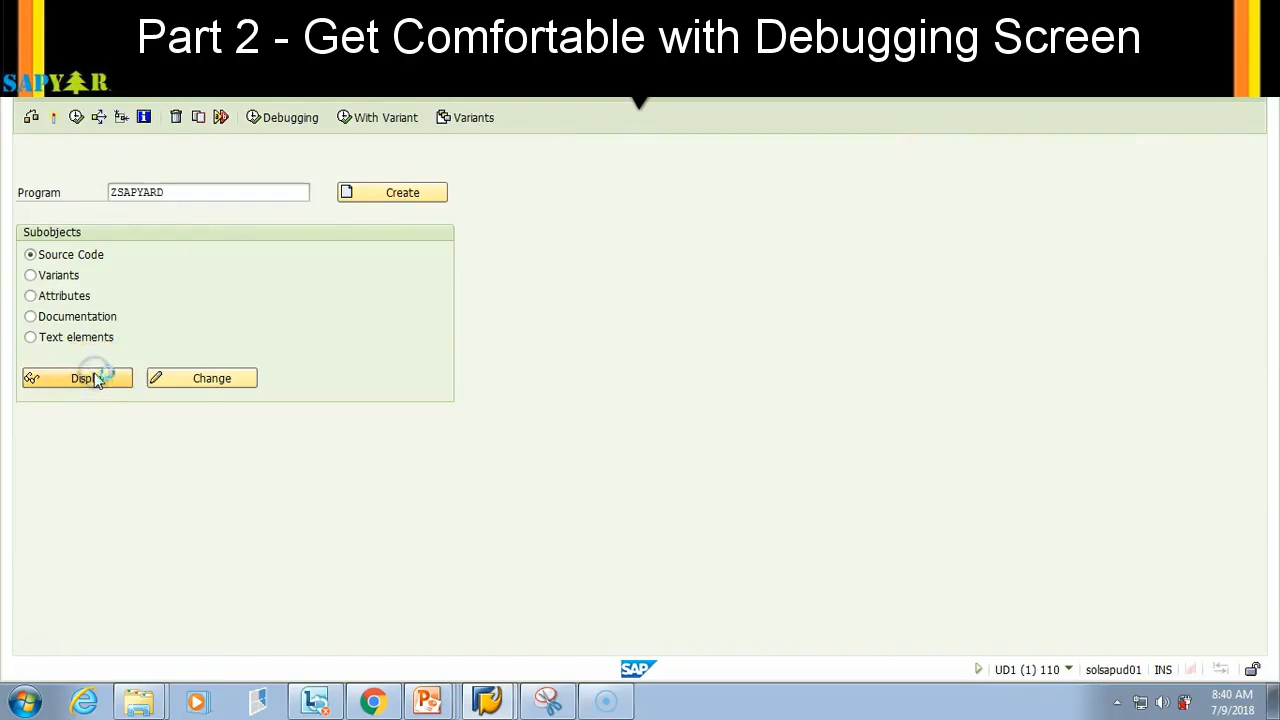 Part 2 - Get Comfortable with Debugging Screen
SAPYARD
Debugging With Variant Variants
Program ZSAPYARD Create
Subobjects
Source Code
Variants
Attributes
Documentation
Text elements
Display Change
SAP UD1 (1) 110 solsapud01 INS
8:40 AM
7/9/2018